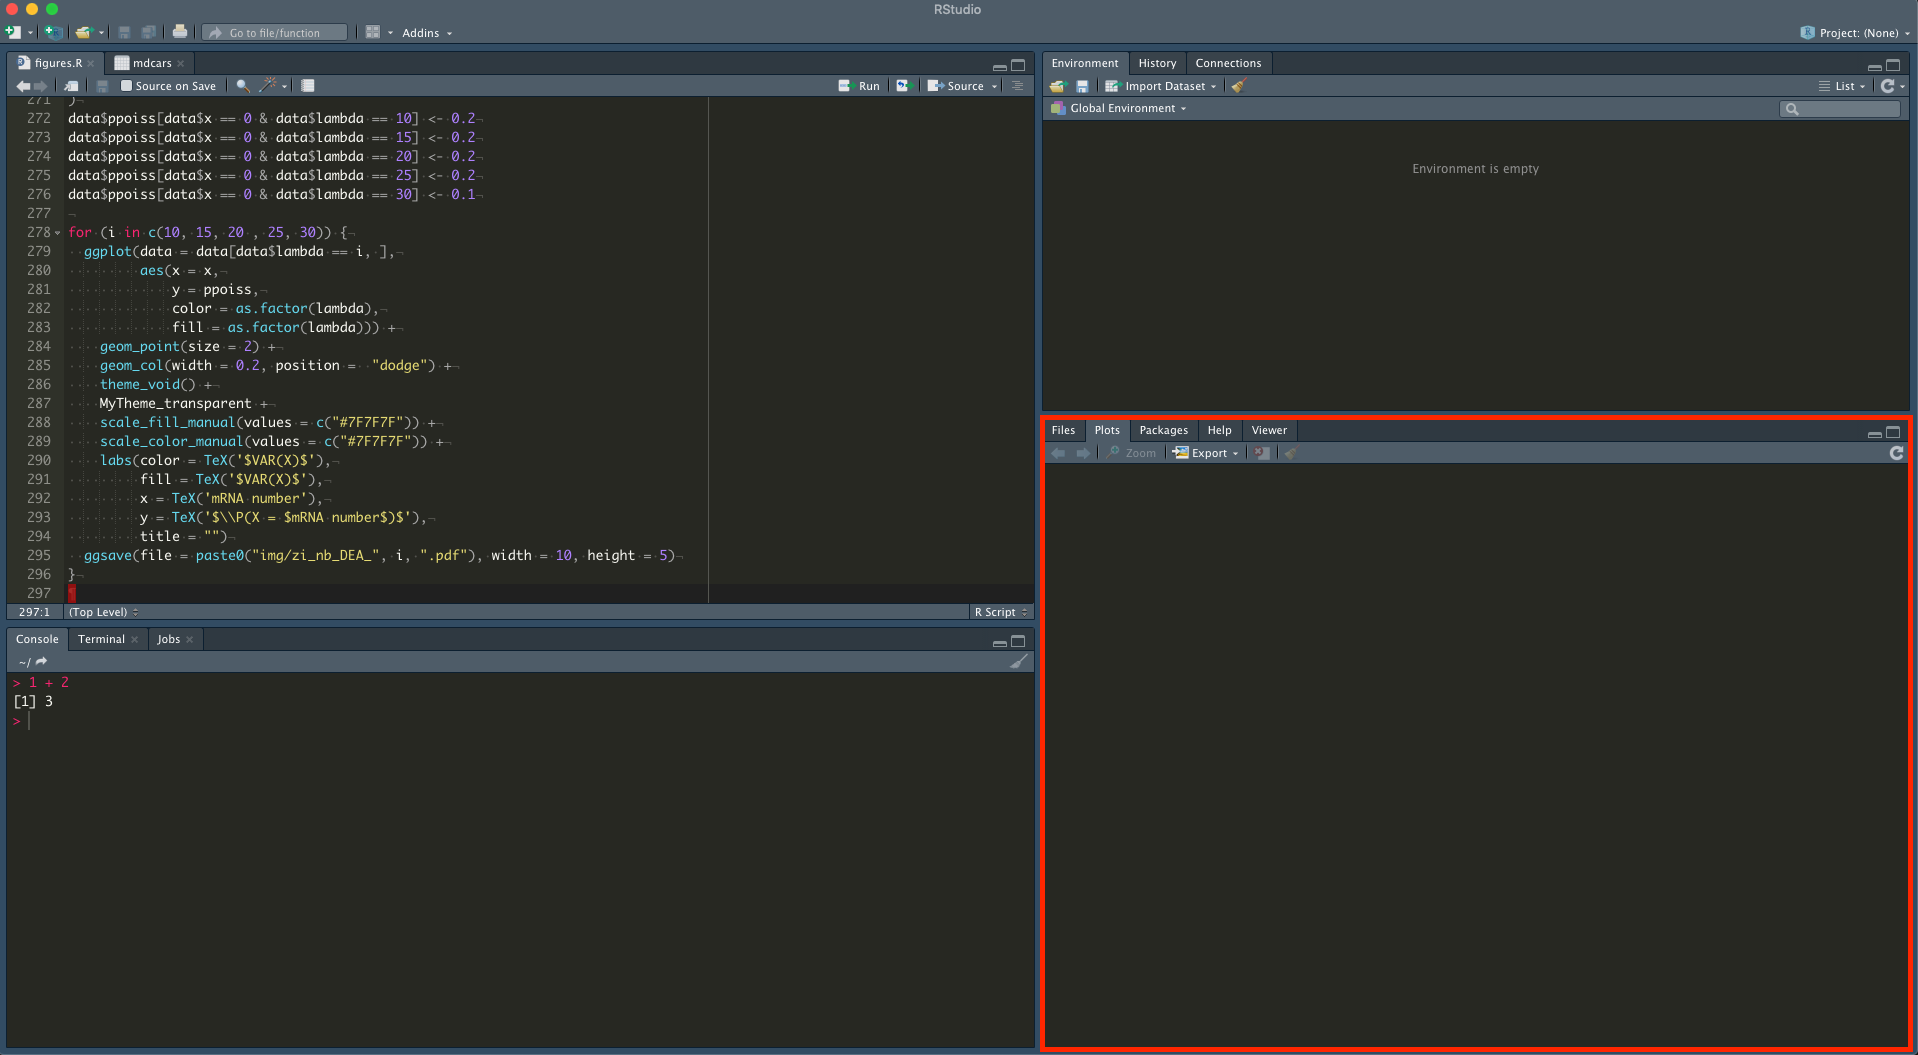 RStudio
Go to file/function
Addins
Project: (None)
figures.R
mdcars
Source on Save
Run
Source
271 )
272 data$ppoiss[data$x == 0 & data$lambda == 10] <- 0.2
273 data$ppoiss[data$x == 0 & data$lambda == 15] <- 0.2
274 data$ppoiss[data$x == 0 & data$lambda == 20] <- 0.2
275 data$ppoiss[data$x == 0 & data$lambda == 25] <- 0.2
276 data$ppoiss[data$x == 0 & data$lambda == 30] <- 0.1
277
278 for (i in c(10, 15, 20 , 25, 30)) {
279 ggplot(data = data[data$lambda == i, ],
280 aes(x = x,
281 y = ppoiss,
282 color = as.factor(lambda),
283 fill = as.factor(lambda))) +
284 geom_point(size = 2) +
285 geom_col(width = 0.2, position =  "dodge") +
286 theme_void() +
287 MyTheme_transparent +
288 scale_fill_manual(values = c("#7F7F7F")) +
289 scale_color_manual(values = c("#7F7F7F")) +
290 labs(color = TeX('$VAR(X)$'),
291 fill = TeX('$VAR(X)$'),
292 x = TeX('mRNA number'),
293 y = TeX('$\\P(X = $mRNA number$)$'),
294 title = "")
295 ggsave(file = paste0("img/zi_nb_DEA_", i, ".pdf"), width = 10, height = 5)
296 }
297
297:1 (Top Level) R Script
Console
Terminal
Jobs
~/
> 1 + 2
[1] 3
>
Environment
History
Connections
Import Dataset
List
Global Environment
Environment is empty
Files
Plots
Packages
Help
Viewer
Zoom
Export